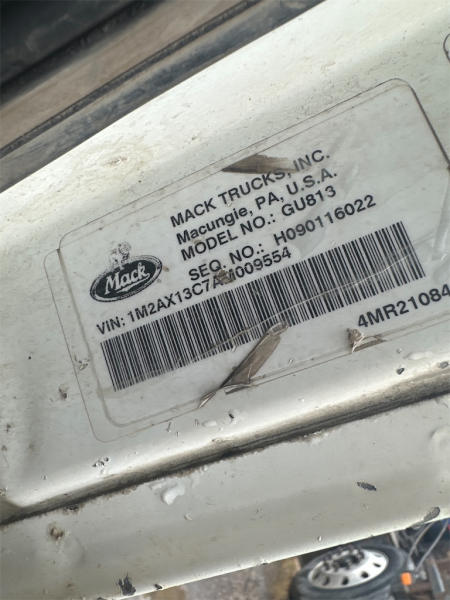 MACK TRUCKS, INC.
Macungie, PA, U.S.A.
MODEL NO.: GU813
SEQ. NO.: H090116022
Mack
VIN: 1M2AX13C7AM009554
4MR21084